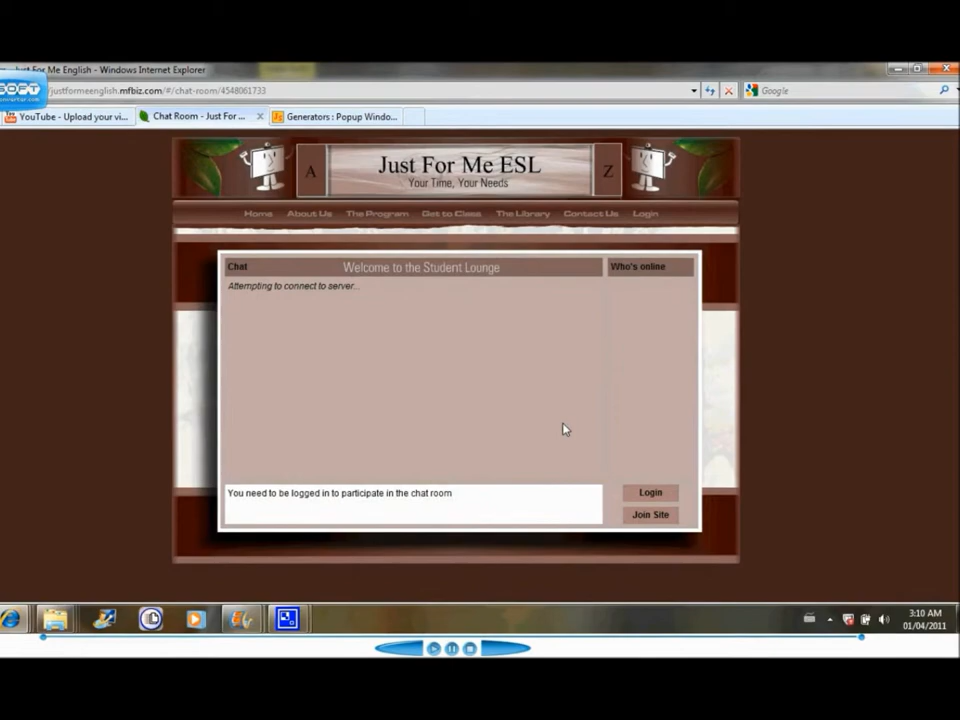 Just For Me English - Windows Internet Explorer
SOFT
justformeenglish.mfbiz.com/#/chat-room/4548061733
Google
YouTube - Upload your vi...
Chat Room - Just For ...
Generators : Popup Windo...
A
Just For Me ESL
Z
Your Time, Your Needs
Home About Us The Program Get to Class The Library Contact Us Login
Chat
Welcome to the Student Lounge
Who's online
Attempting to connect to server...
You need to be logged in to participate in the chat room
Login
Join Site
3:10 AM
01/04/2011